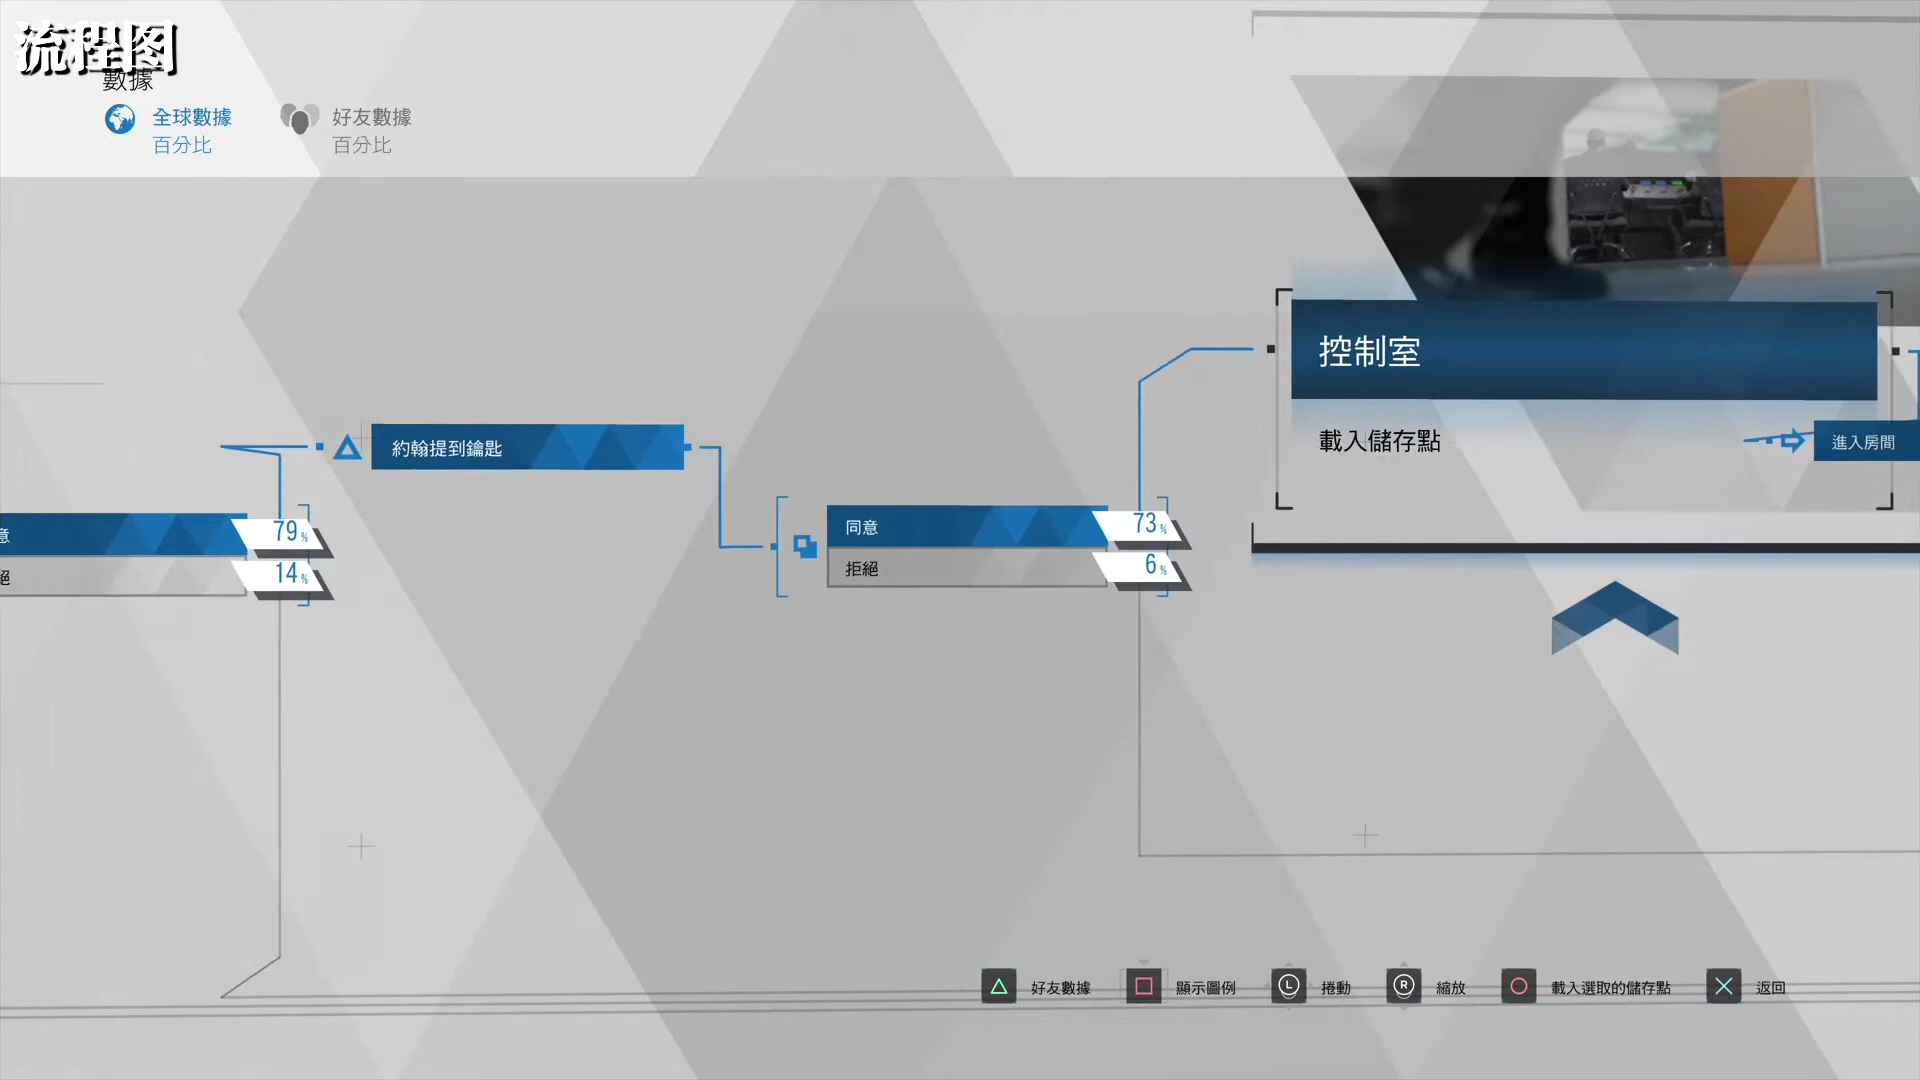 流程图
數據
全球數據
百分比
好友數據
百分比
控制室
載入儲存點
進入房間
約翰提到鑰匙
意
79%
絕
14%
同意
73%
拒絕
6%
好友數據
顯示圖例
L
捲動
R
縮放
載入選取的儲存點
返回